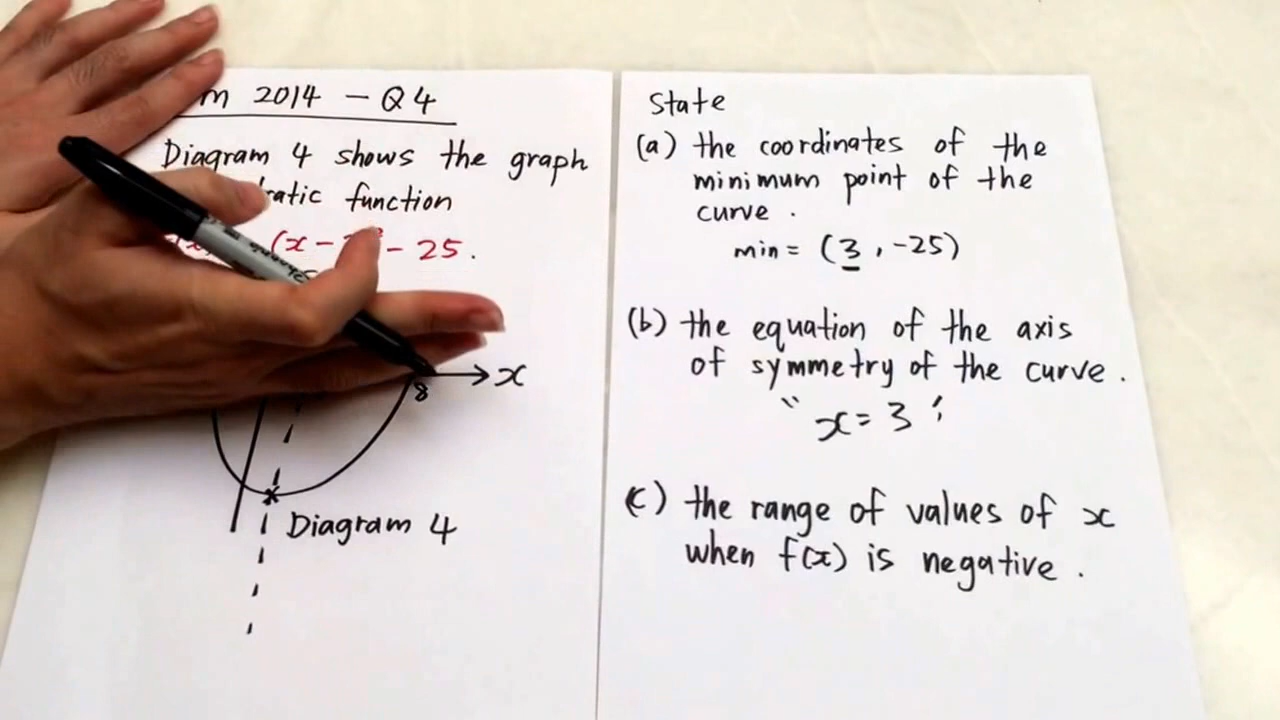 m 2014 - Q4
Diagram 4 shows the graph
ratic function
(x - - 25.
x
8
Diagram 4
State
(a) the coordinates of the
minimum point of the
curve.
min = (3, -25)
(b) the equation of the axis
of symmetry of the curve.
" x = 3 "
(c) the range of values of x
when f(x) is negative.